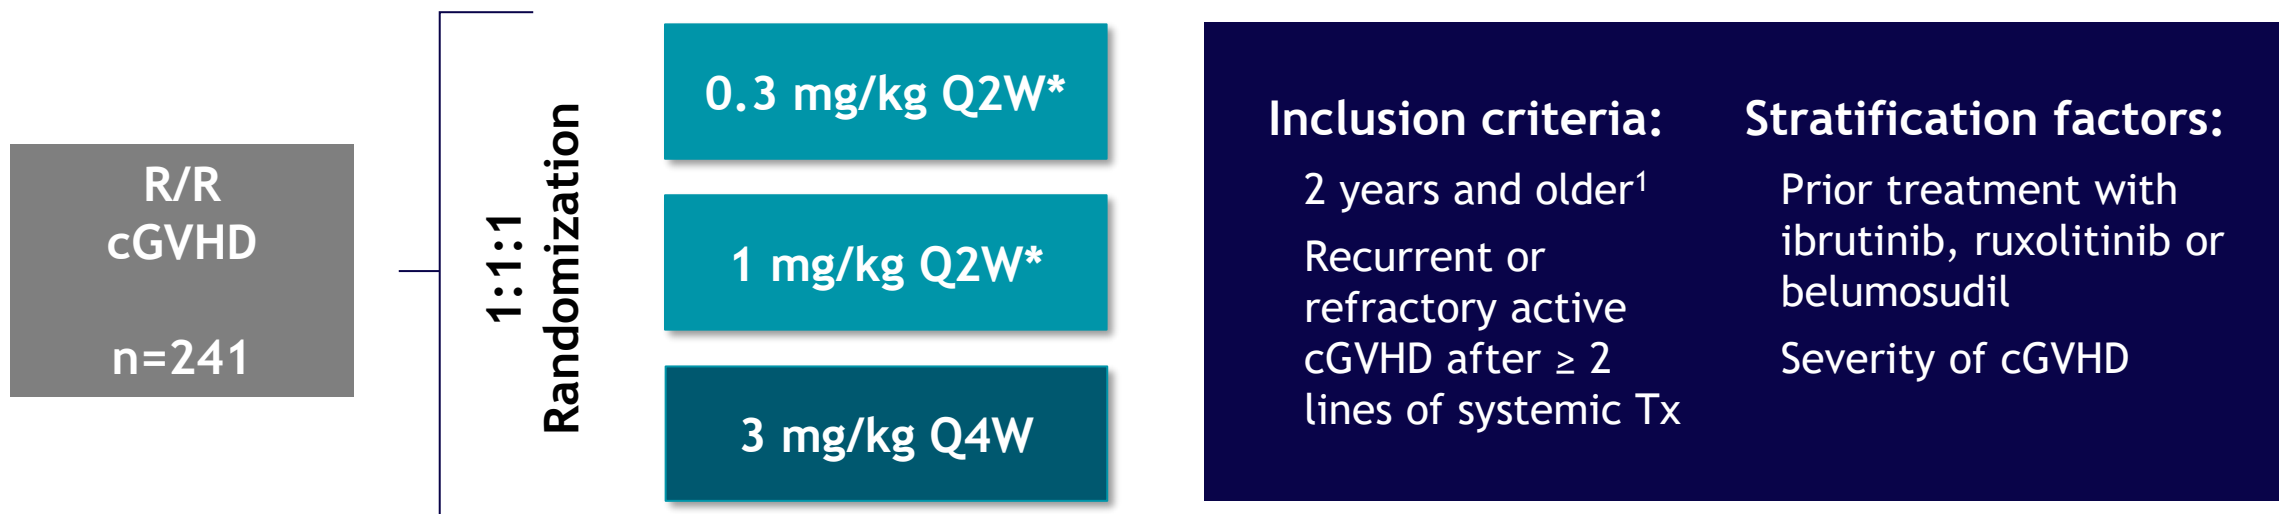 R/R
cGVHD
n=241
1:1:1
Randomization
0.3 mg/kg Q2W*
1 mg/kg Q2W*
3 mg/kg Q4W
Inclusion criteria:
2 years and older¹
Recurrent or
refractory active
cGVHD after ≥ 2
lines of systemic Tx
Stratification factors:
Prior treatment with
ibrutinib, ruxolitinib or
belumosudil
Severity of cGVHD